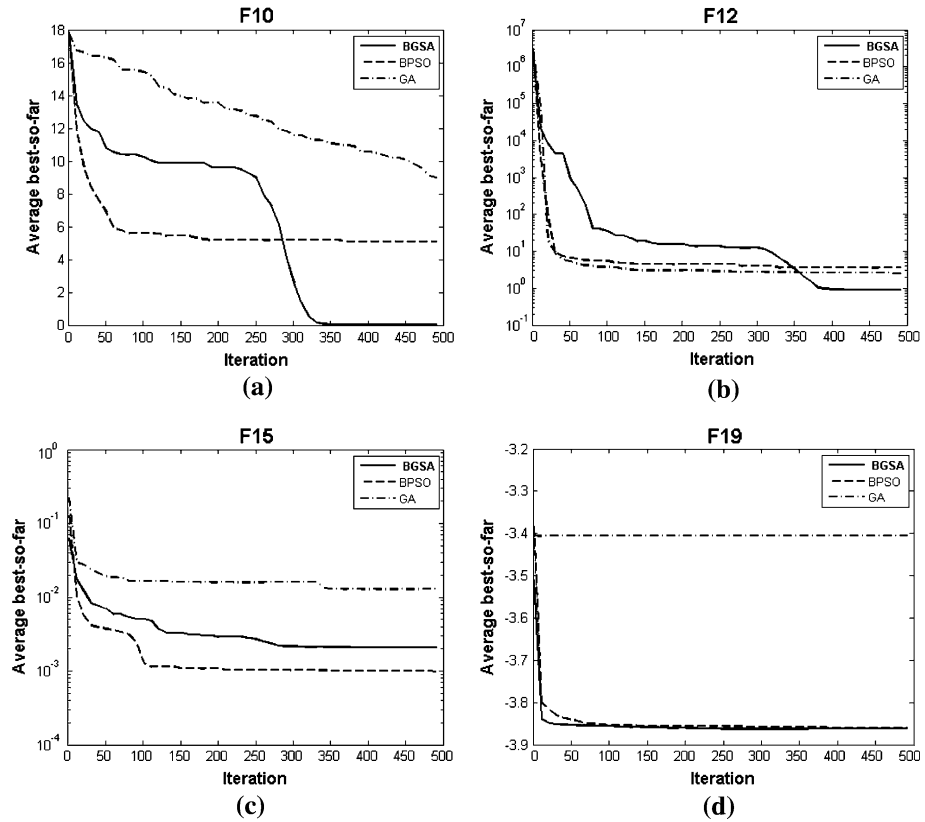 F10
Average best-so-far
18
16
14
12
10
8
6
4
2
0
BGSA
BPSO
GA
0 50 100 150 200 250 300 350 400 450 500
Iteration
(a)
F12
Average best-so-far
10^7
10^6
10^5
10^4
10^3
10^2
10^1
10^0
10^-1
BGSA
BPSO
GA
0 50 100 150 200 250 300 350 400 450 500
Iteration
(b)
F15
Average best-so-far
10^0
10^-1
10^-2
10^-3
10^-4
BGSA
BPSO
GA
0 50 100 150 200 250 300 350 400 450 500
Iteration
(c)
F19
Average best-so-far
-3.2
-3.3
-3.4
-3.5
-3.6
-3.7
-3.8
-3.9
BGSA
BPSO
GA
0 50 100 150 200 250 300 350 400 450 500
Iteration
(d)